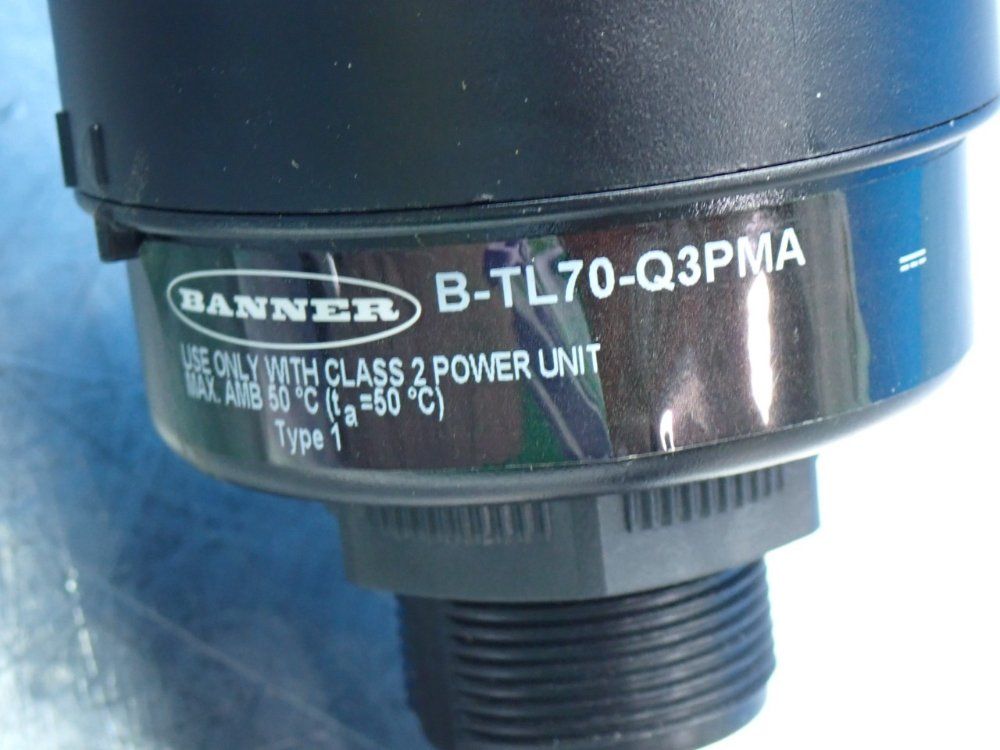 BANNER B-TL70-Q3PMA
USE ONLY WITH CLASS 2 POWER UNIT
MAX. AMB 50 °C (ta=50 °C)
Type 1